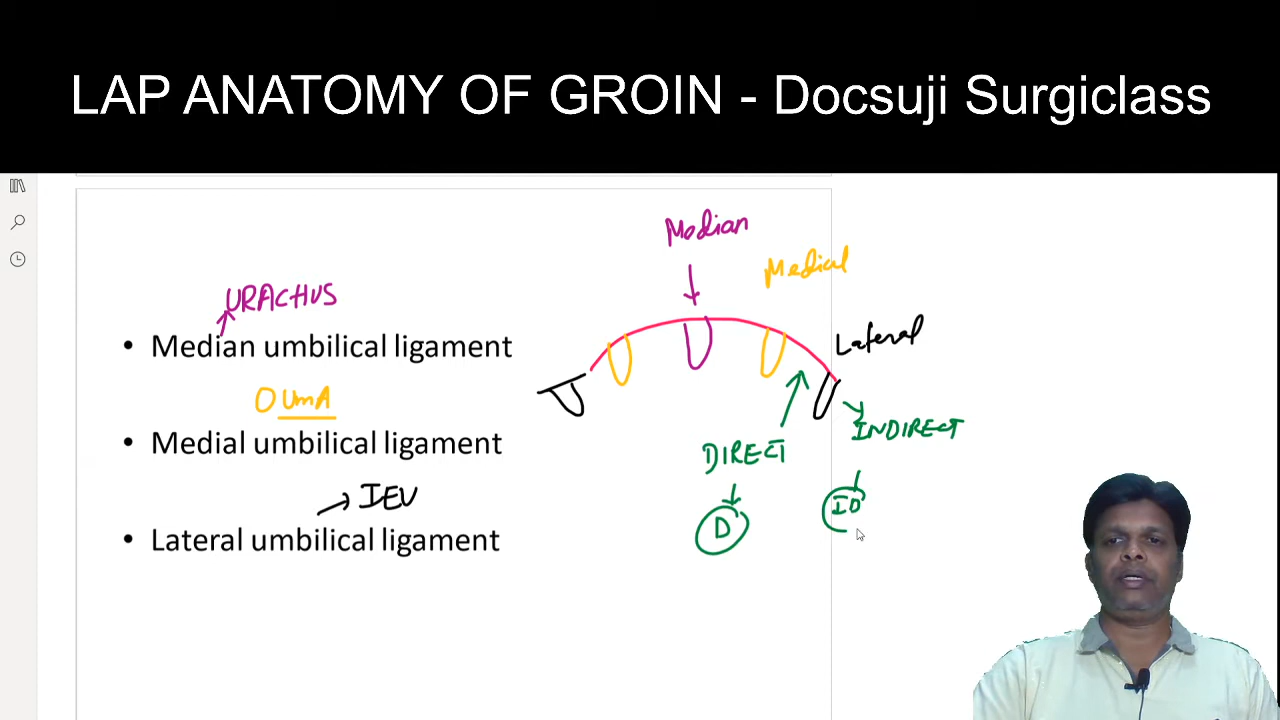 LAP ANATOMY OF GROIN - Docsuji Surgiclass
Median
Medial
URACHUS
Lateral
• Median umbilical ligament
OUmA
INDIRECT
• Medial umbilical ligament
DIRECT
IEV
ID
D
• Lateral umbilical ligament